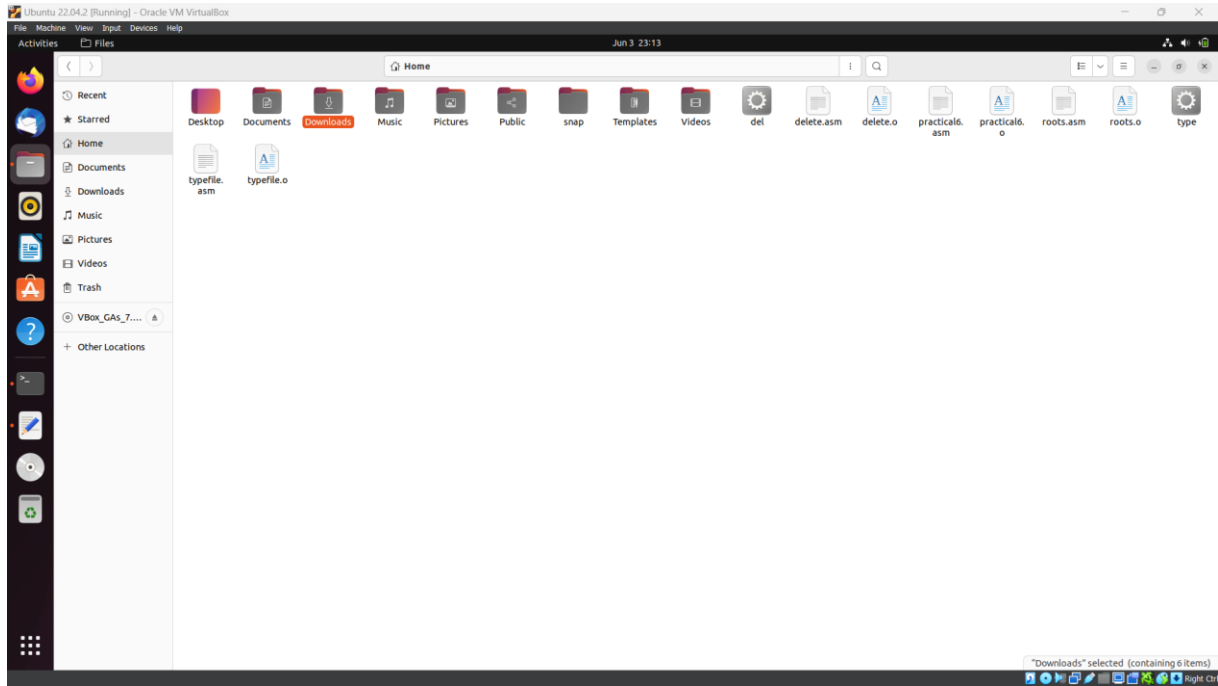 Ubuntu 22.04.2 [Running] - Oracle VM VirtualBox
File Machine View Input Devices Help
Activities Files Jun 3 23:13
Home
Recent
Starred
Home
Documents
Downloads
Music
Pictures
Videos
Trash
VBox_GAs_7....
Other Locations
Desktop Documents Downloads Music Pictures Public snap Templates Videos del delete.asm delete.o practical6.asm practical6.o roots.asm roots.o type
typefile.asm typefile.o
"Downloads" selected (containing 6 items)
Right Ctrl